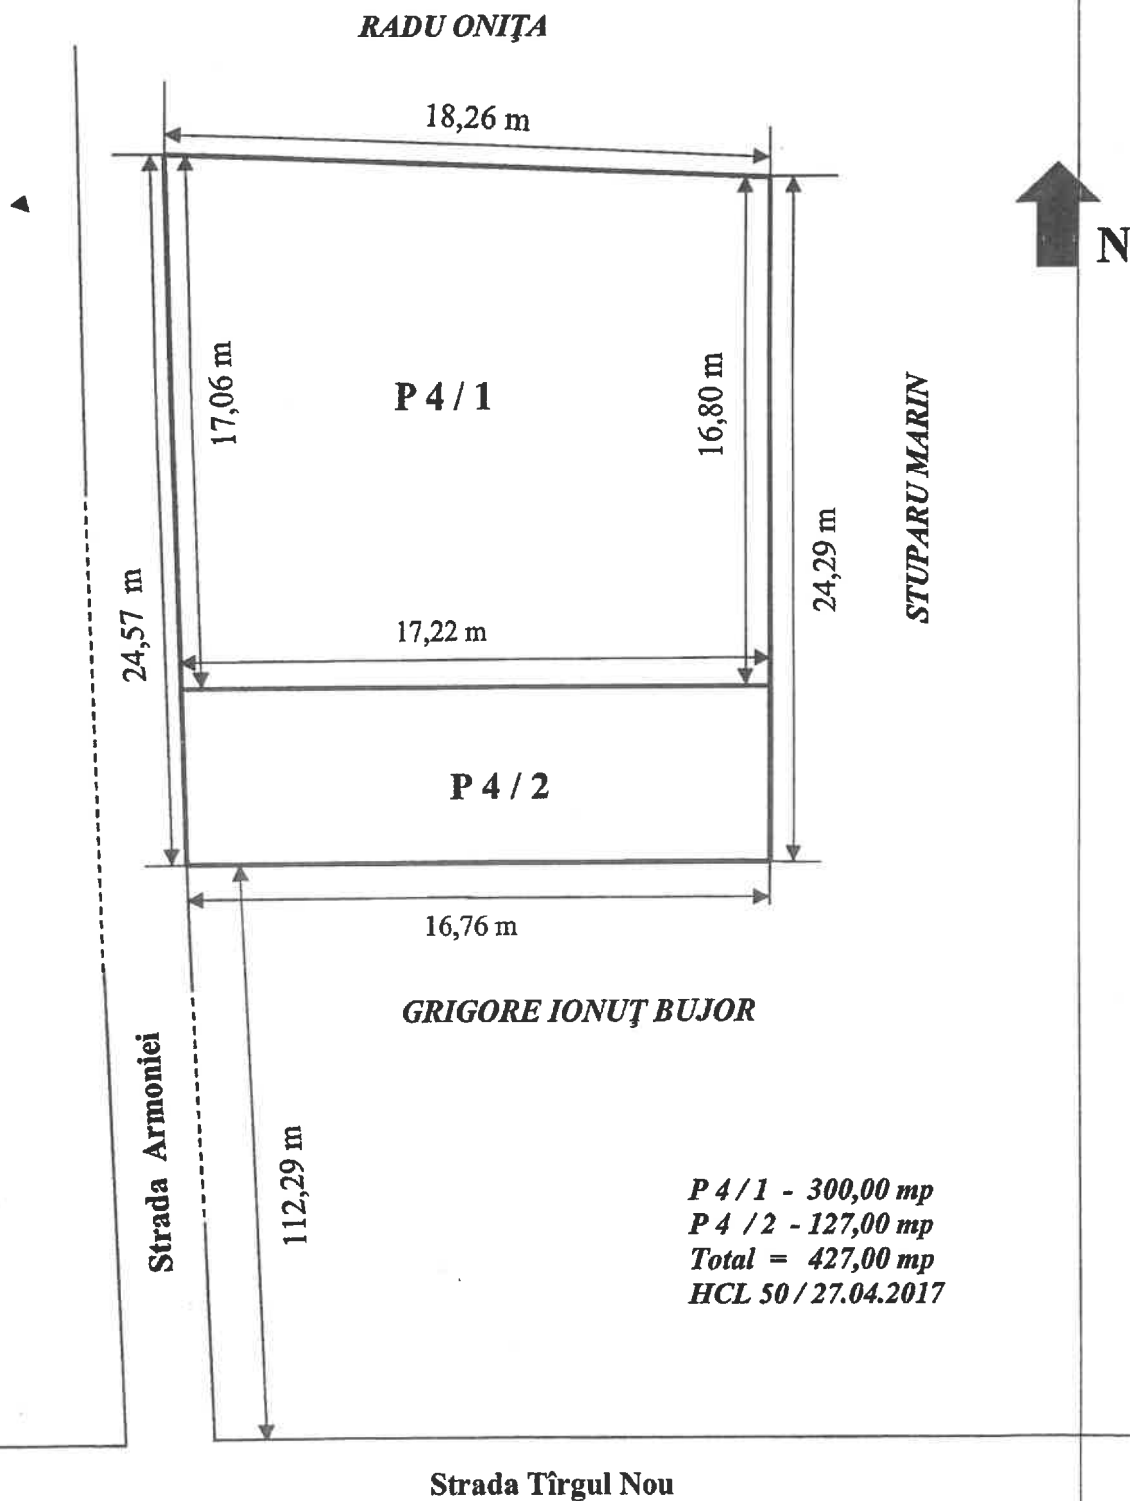 RADU ONIŢA
18,26 m
N
17,06 m
P 4 / 1
16,80 m
STUPARU MARIN
24,57 m
24,29 m
17,22 m
P 4 / 2
16,76 m
GRIGORE IONUŢ BUJOR
Strada Armoniei
112,29 m
P 4 / 1 - 300,00 mp
P 4 / 2 - 127,00 mp
Total = 427,00 mp
HCL 50 / 27.04.2017
Strada Tîrgul Nou